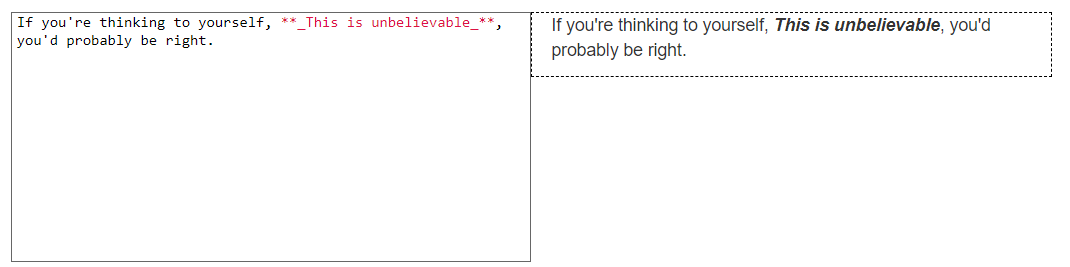 If you're thinking to yourself, **_This is unbelievable_**,
you'd probably be right.
If you're thinking to yourself, This is unbelievable, you'd
probably be right.